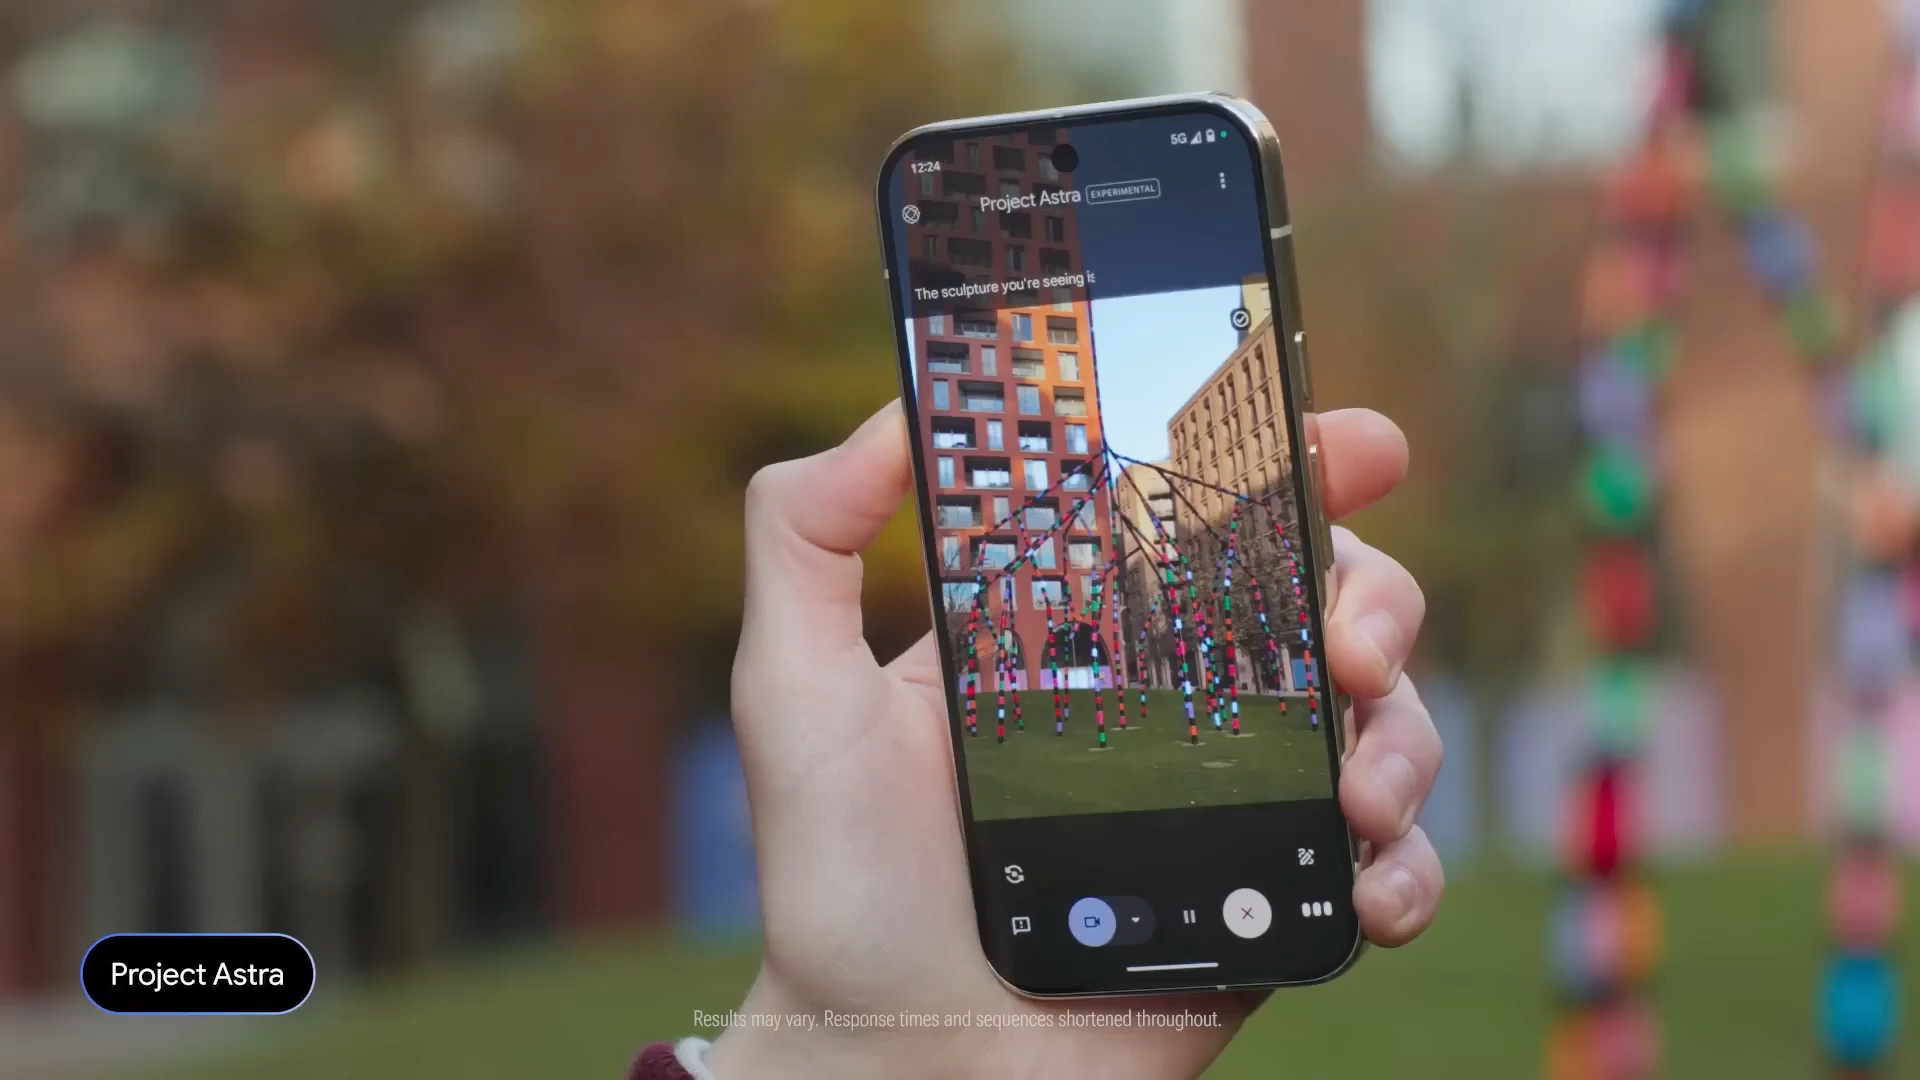 12:24
5G
Project Astra
EXPERIMENTAL
The sculpture you're seeing is
Project Astra
Results may vary. Response times and sequences shortened throughout.